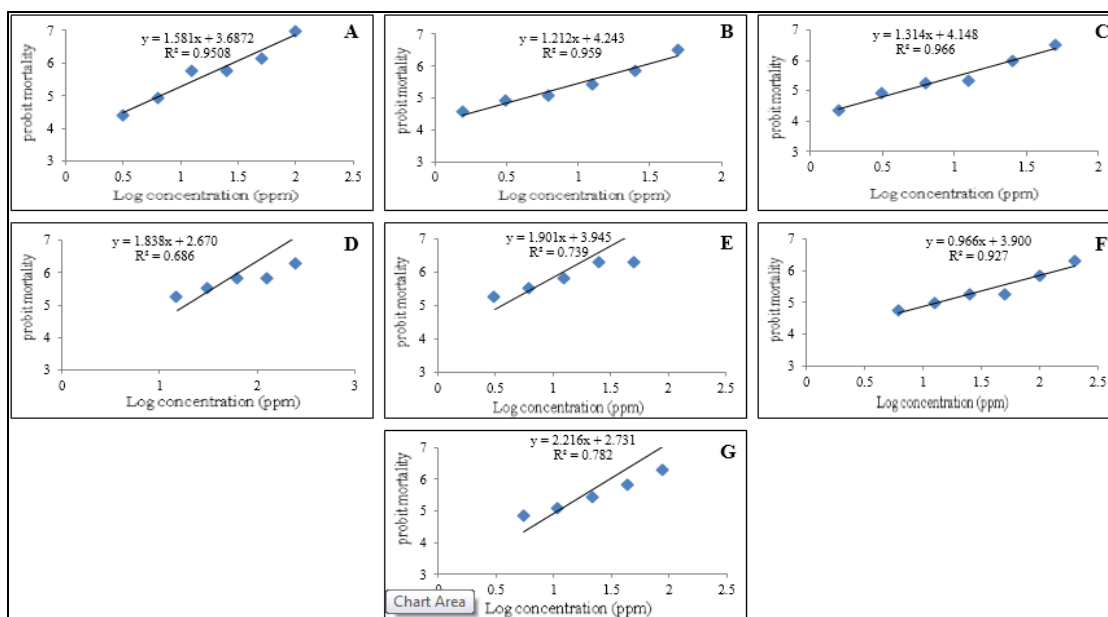 y = 1.581x + 3.6872
R² = 0.9508
A
probit mortality
7
6
5
4
3
0 0.5 1 1.5 2 2.5
Log concentration (ppm)
y = 1.212x + 4.243
R² = 0.959
B
probit mortality
7
6
5
4
3
0 0.5 1 1.5 2
Log concentration (ppm)
y = 1.314x + 4.148
R² = 0.966
C
probit mortality
7
6
5
4
3
0 0.5 1 1.5 2
Log concentration (ppm)
y = 1.838x + 2.670
R² = 0.686
D
probit mortality
7
6
5
4
3
0 1 2 3
Log concentration (ppm)
y = 1.901x + 3.945
R² = 0.739
E
probit mortality
7
6
5
4
3
0 0.5 1 1.5 2 2.5
Log concentration (ppm)
y = 0.966x + 3.900
R² = 0.927
F
probit mortality
7
6
5
4
3
0 0.5 1 1.5 2 2.5
Log concentration (ppm)
y = 2.216x + 2.731
R² = 0.782
G
probit mortality
7
6
5
4
3
0.5 1 1.5 2 2.5
Log concentration (ppm)
Chart Area